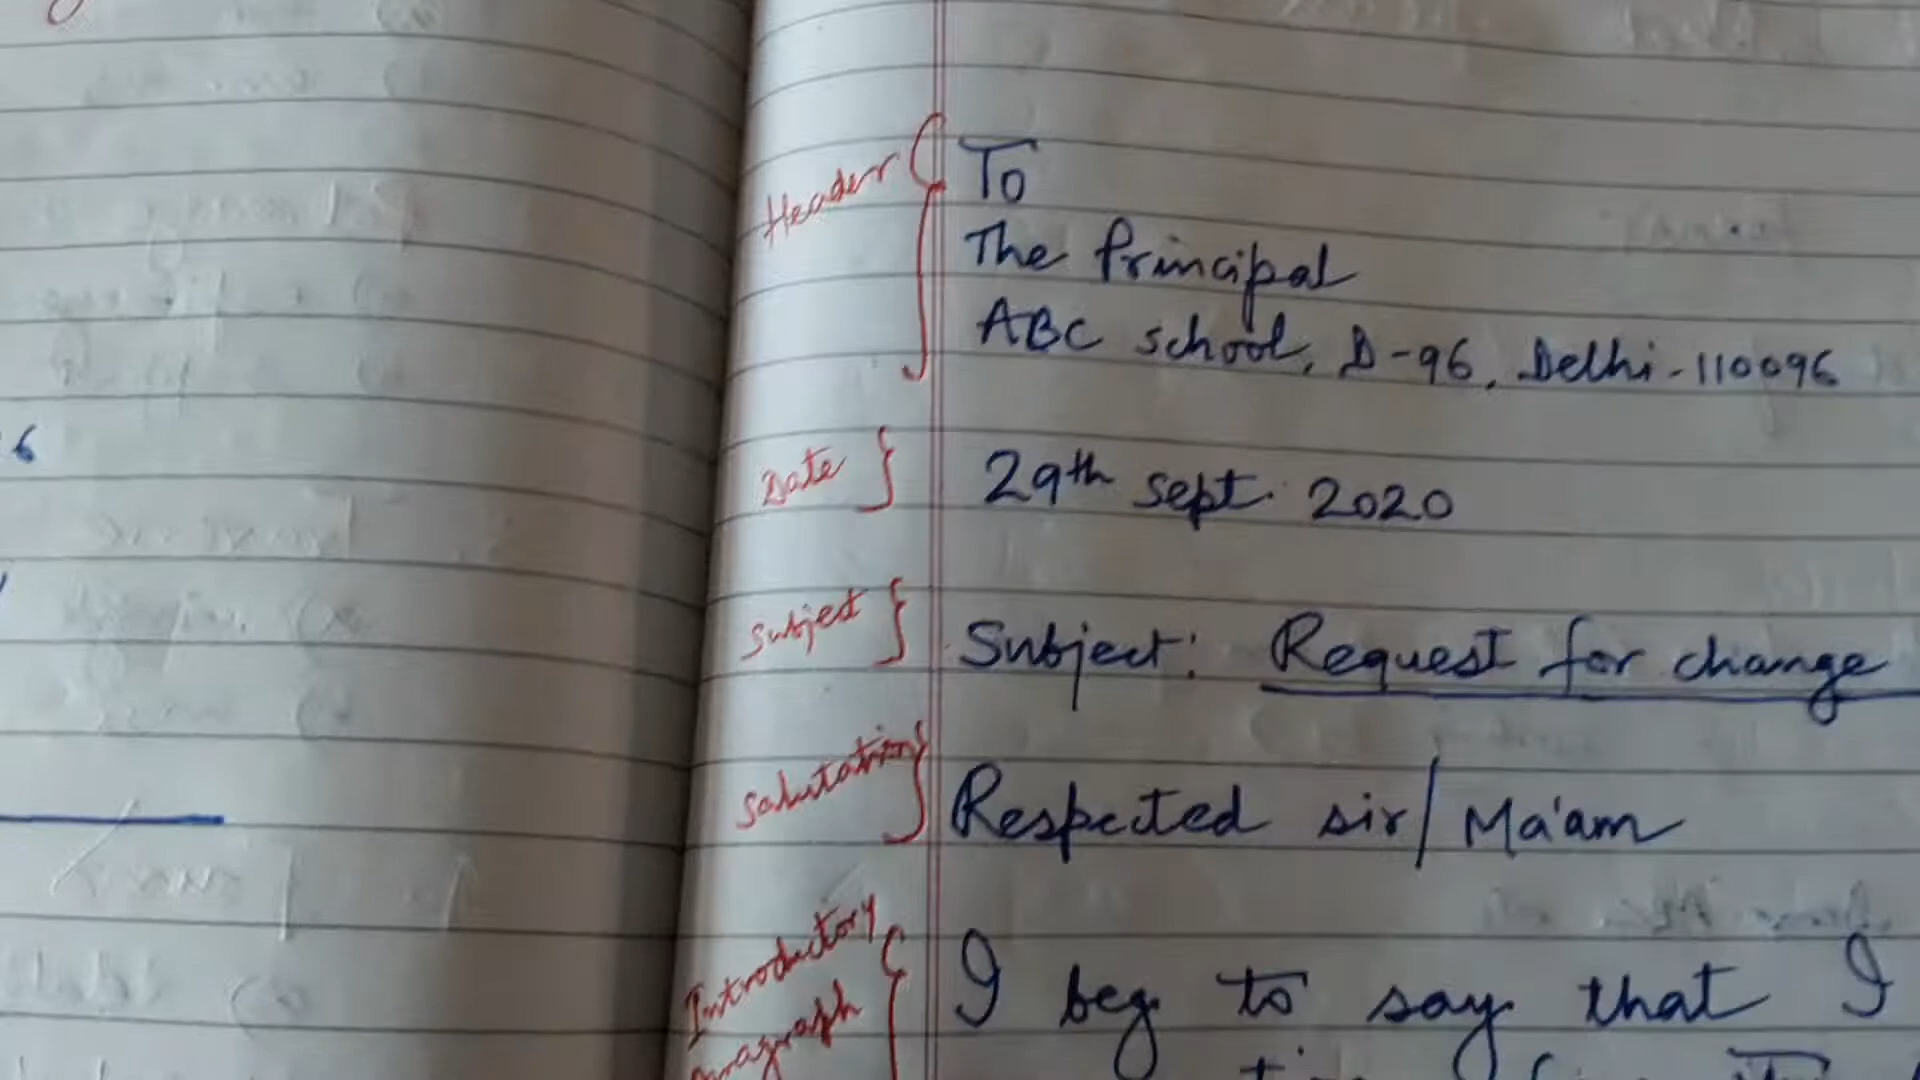 Header
To
The Principal
ABC school, D-96, Delhi-110096
6
Date
29th sept. 2020
Subject
Subject: Request for change
Salutation
Respected sir/Ma'am
Introductory
Paragraph
I beg to say that I